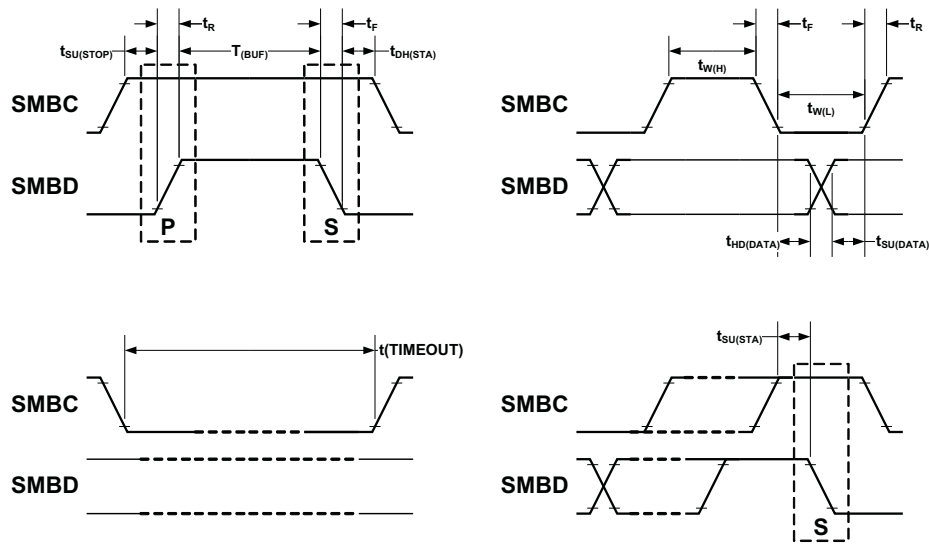 tR
tF
tSU(STOP)
T(BUF)
tDH(STA)
SMBC
SMBD
P
S
tF
tR
tW(H)
tW(L)
SMBC
SMBD
tHD(DATA)
tSU(DATA)
t(TIMEOUT)
SMBC
SMBD
tSU(STA)
SMBC
SMBD
S